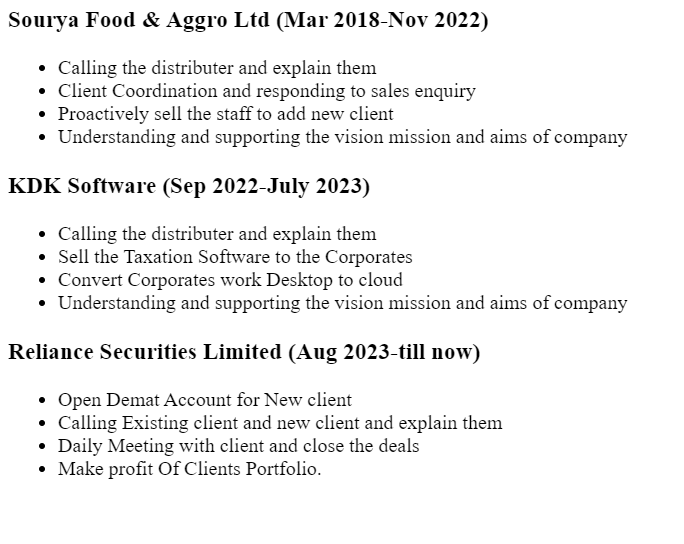 Sourya Food & Aggro Ltd (Mar 2018-Nov 2022)
• Calling the distributer and explain them
• Client Coordination and responding to sales enquiry
• Proactively sell the staff to add new client
• Understanding and supporting the vision mission and aims of company
KDK Software (Sep 2022-July 2023)
• Calling the distributer and explain them
• Sell the Taxation Software to the Corporates
• Convert Corporates work Desktop to cloud
• Understanding and supporting the vision mission and aims of company
Reliance Securities Limited (Aug 2023-till now)
• Open Demat Account for New client
• Calling Existing client and new client and explain them
• Daily Meeting with client and close the deals
• Make profit Of Clients Portfolio.